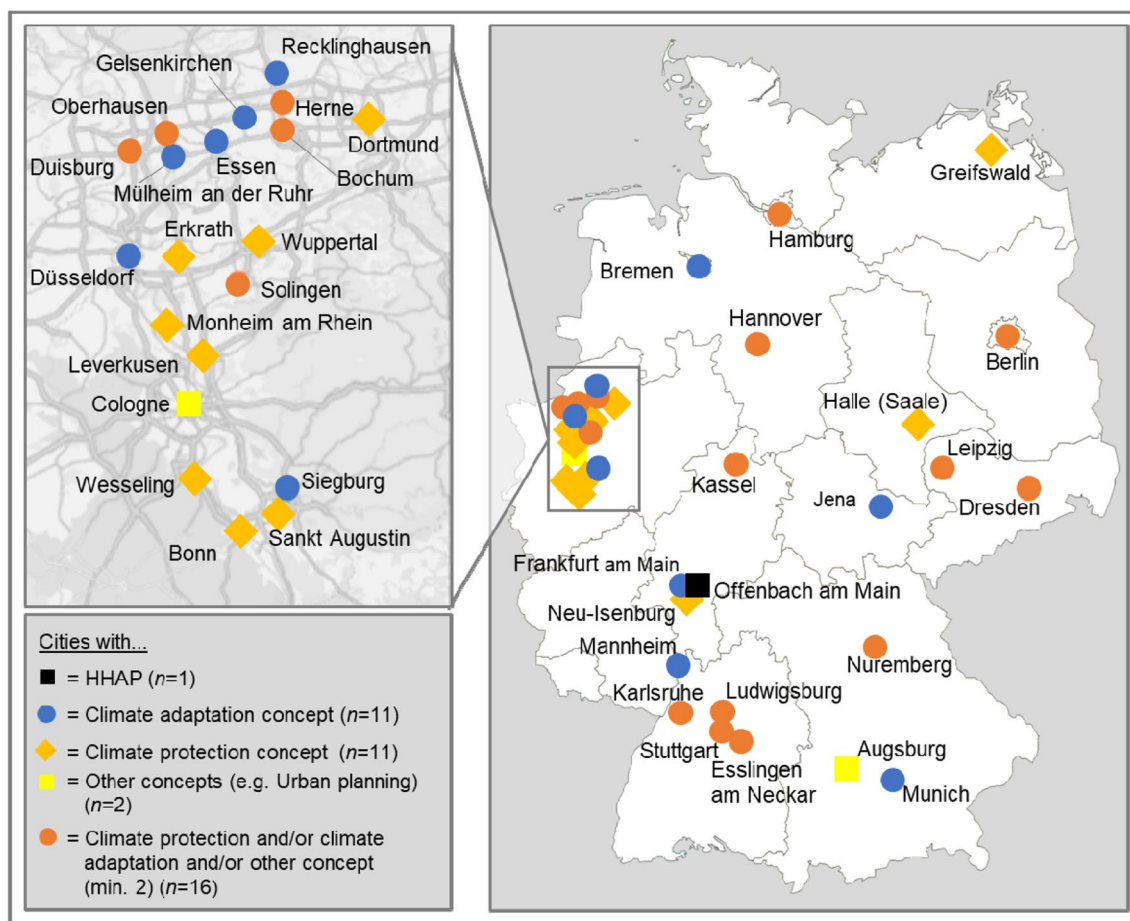 Recklinghausen
Gelsenkirchen
Oberhausen
Herne
Dortmund
Duisburg
Essen
Bochum
Mülheim an der Ruhr
Erkrath
Wuppertal
Düsseldorf
Solingen
Monheim am Rhein
Leverkusen
Cologne
Wesseling
Siegburg
Sankt Augustin
Bonn
Cities with...
= HHAP (n=1)
= Climate adaptation concept (n=11)
= Climate protection concept (n=11)
= Other concepts (e.g. Urban planning)
(n=2)
= Climate protection and/or climate
adaptation and/or other concept
(min. 2) (n=16)
Greifswald
Hamburg
Bremen
Hannover
Berlin
Halle (Saale)
Leipzig
Kassel
Jena
Dresden
Frankfurt am Main
Offenbach am Main
Neu-Isenburg
Mannheim
Nuremberg
Karlsruhe
Ludwigsburg
Stuttgart
Esslingen
am Neckar
Augsburg
Munich